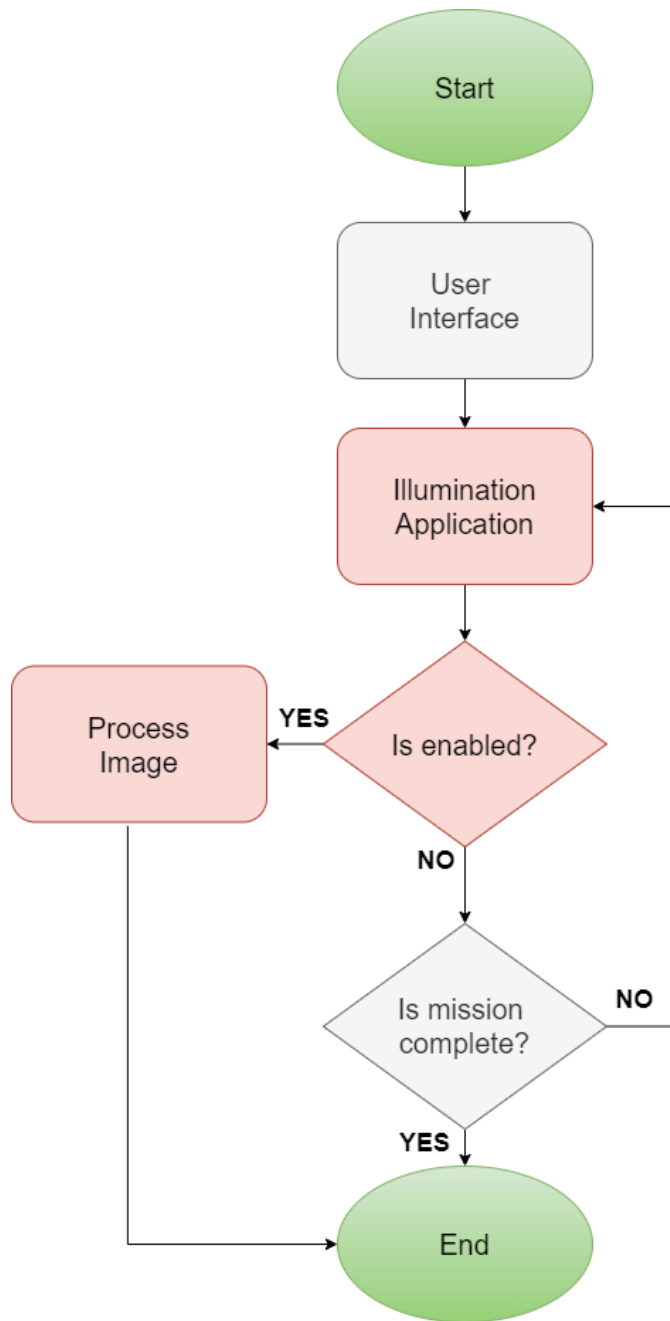 Start
User
Interface
Illumination
Application
Process
Image
YES
Is enabled?
NO
Is mission
complete?
NO
YES
End